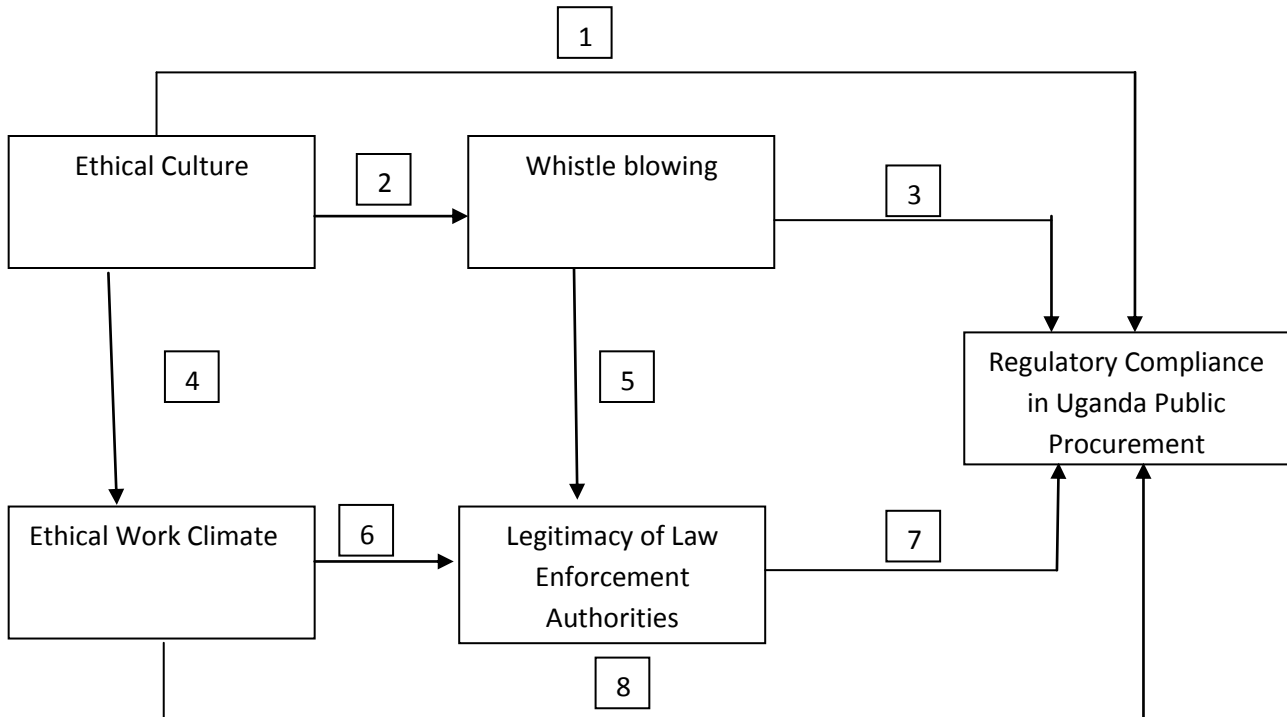 1
Ethical Culture
2
Whistle blowing
3
4
5
Regulatory Compliance
in Uganda Public
Procurement
Ethical Work Climate
6
Legitimacy of Law
Enforcement
Authorities
7
8